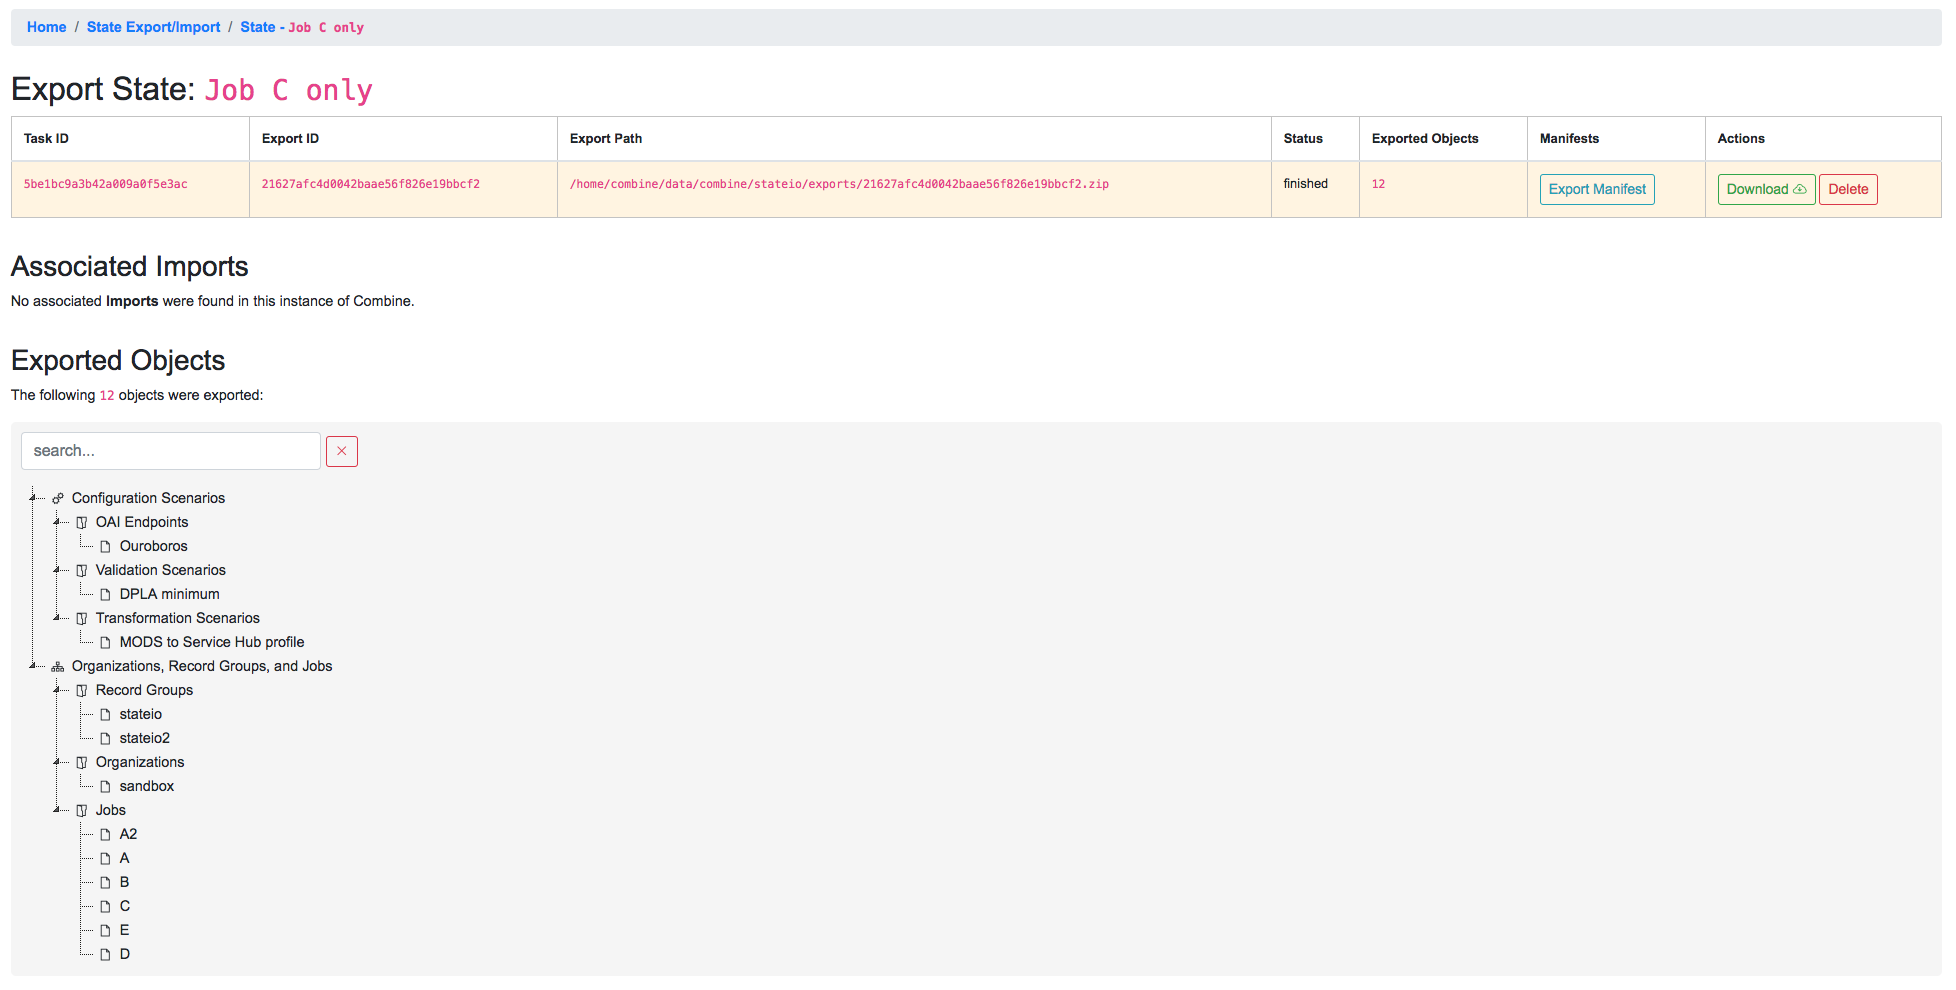 Home / State Export/Import / State - Job C only
Export State: Job C only
Task ID Export ID Export Path Status Exported Objects Manifests Actions
5be1bc9a3b42a009a0f5e3ac 21627afc4d0042baae56f826e19bbcf2 /home/combine/data/combine/stateio/exports/21627afc4d0042baae56f826e19bbcf2.zip finished 12 Export Manifest Download Delete
Associated Imports
No associated Imports were found in this instance of Combine.
Exported Objects
The following 12 objects were exported:
search...
Configuration Scenarios
OAI Endpoints
Ouroboros
Validation Scenarios
DPLA minimum
Transformation Scenarios
MODS to Service Hub profile
Organizations, Record Groups, and Jobs
Record Groups
stateio
stateio2
Organizations
sandbox
Jobs
A2
A
B
C
E
D